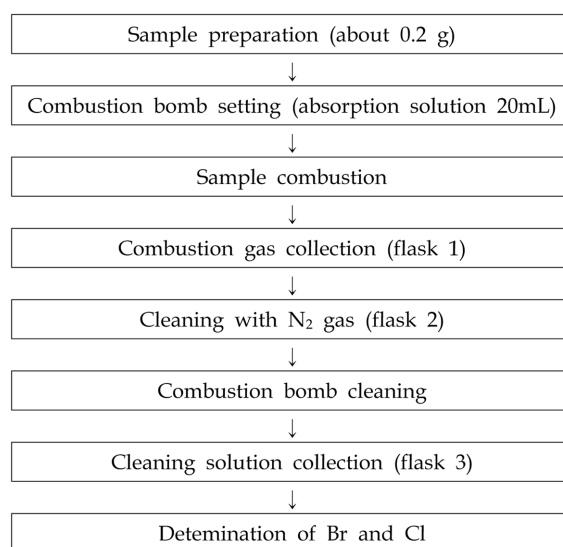 Sample preparation (about 0.2 g)
↓
Combustion bomb setting (absorption solution 20mL)
↓
Sample combustion
↓
Combustion gas collection (flask 1)
↓
Cleaning with N₂ gas (flask 2)
↓
Combustion bomb cleaning
↓
Cleaning solution collection (flask 3)
↓
Detemination of Br and Cl